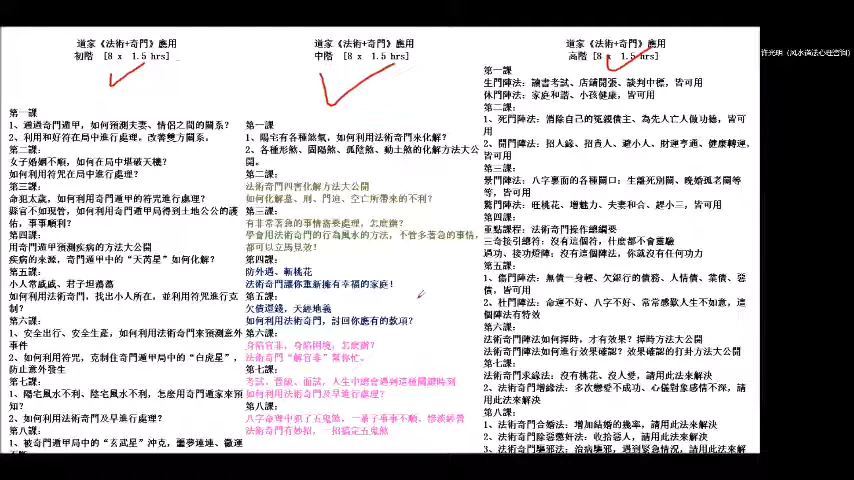 道家《法術+奇門》應用
初階 [8 x 1.5 hrs]
第一課
1、通過奇門遁甲，如何預測夫妻、情侶之間的關系？
2、利用和好符在局中進行處理。改善雙方關系。
第二課：
女子婚姻不順，如何在局中堪破天機？
如何利用符咒在局中進行處理？
第三課：
命犯太歲，如何利用奇門遁甲的符咒進行處理？
縣官不如現管，如何利用奇門遁甲局得到土地公公的護
佑，事事順利？
第四課：
用奇門遁甲預測疾病的方法大公開
疾病的來源，奇門遁甲中的“天芮星”如何化解？
第五課：
小人常戚戚、君子坦蕩蕩
如何利用法術奇門，找出小人所在，並利用符咒進行克
制？
第六課：
1、安全出行、安全生產，如何利用法術奇門來預測意外
事件
2、如何利用符咒，克制住奇門遁甲局中的“白虎星”，
防止意外發生
第七課：
1、陽宅風水不利，陰宅風水不利，怎麼用奇門遁家來預
知？
2、如何利用法術奇門及早進行處理？
第八課：
1、被奇門遁甲局中的“玄武星”沖克，噩夢連連、黴運
道家《法術+奇門》應用
中階 [8 x 1.5 hrs]
第一課
1、陽宅有各種煞氣，如何利用法術奇門來化解？
2、各種形煞、固陽煞、孤陰煞、動土煞的化解方法大公
開。
第二課：
法術奇門四害化解方法大公開
如何化解墓、刑、門迫、空亡所帶來的不利？
第三課：
有非常著急的事情需要處理，怎麼辦？
學會用法術奇門的行為風水的方法，不管多著急的事情，
都可以立馬見效！
第四課：
防外遇、斬桃花
法術奇門讓你重新擁有幸福的家庭！
第五課：
欠債還錢，天經地義
如何利用法術奇門，討回你應有的款項？
第六課：
身陷官非，身陷困境，怎麼辦？
法術奇門“解官非”幫你忙。
第七課：
考試、晉級、面試，人生中總會遇到這種關鍵時刻
如何利用法術奇門及早進行處理？
第八課：
八字命理中犯了五鬼煞，一輩子事事不順、慘淡經營
法術奇門有妙招，一招搞定五鬼煞
道家《法術+奇門》應用
高階 [8 x 1.5 hrs]
第一課
生門陣法：讀書考試、店鋪開張、談判中標，皆可用
休門陣法：家庭和諧、小孩健康，皆可用
第二課：
1、死門陣法：消除自己的冤親債主、為先人亡人做功德，皆可
用
2、開門陣法：招人緣、招貴人、避小人、財運亨通、健康轉運，
皆可用
第三課：
景門陣法：八字裏面的各種關口：生離死別關、晚婚孤老關等
等，皆可用
驚門陣法：旺桃花、增魅力、夫妻和合、趕小三，皆可用
第四課：
重點課程：法術奇門操作總綱要
三奇接引總符：沒有這個符，什麼都不會靈驗
過功、接功燈陣：沒有這個陣法，你就沒有任何功力
第五課：
1、傷門陣法：無債一身輕、欠銀行的債務、人情債、業債、惡
債，皆可用
2、杜門陣法：命運不好、八字不好、常常感歎人生不如意，這
個陣法有特效
第六課：
法術奇門陣法如何擇時，才有效果？擇時方法大公開
法術奇門陣法如何進行效果確認？效果確認的打卦方法大公開
第七課：
法術奇門求緣法：沒有桃花、沒人愛，請用此法來解決
2、法術奇門增緣法：多次戀愛不成功、心儀對象感情不深，請
用此法來解決
第八課：
1、法術奇門合婚法：增加結婚的幾率，請用此法來解決
2、法術奇門除惡懲奸法：收拾惡人，請用此法來解決
3、法術奇門驅邪法：治病驅邪，遇到緊急情況，請用此法來解